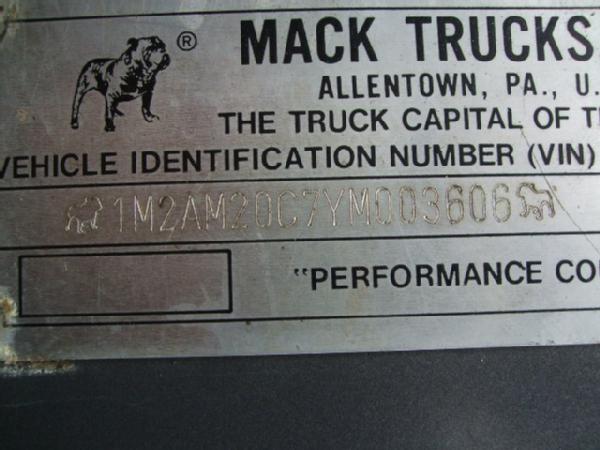 ®
MACK TRUCKS
ALLENTOWN, PA., U.
THE TRUCK CAPITAL OF T
VEHICLE IDENTIFICATION NUMBER (VIN)
1M2AM20C7YM003606
"PERFORMANCE CO